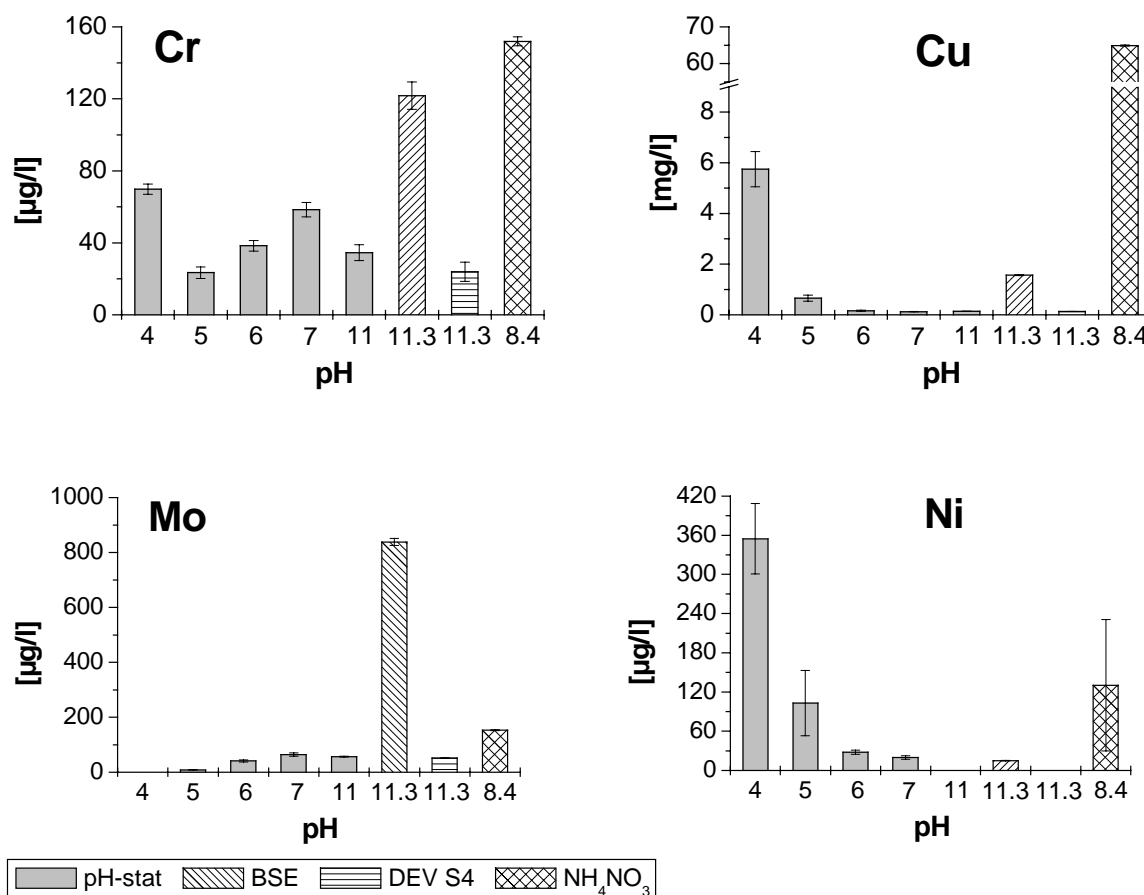 Cr
[µg/l]
160
120
80
40
0
4 5 6 7 11 11.3 11.3 8.4
pH
Cu
[mg/l]
70
60
8
6
4
2
0
4 5 6 7 11 11.3 11.3 8.4
pH
Mo
[µg/l]
1000
800
600
400
200
0
4 5 6 7 11 11.3 11.3 8.4
pH
Ni
[µg/l]
420
360
300
240
180
120
60
0
4 5 6 7 11 11.3 11.3 8.4
pH
pH-stat BSE DEV S4 NH₄NO₃